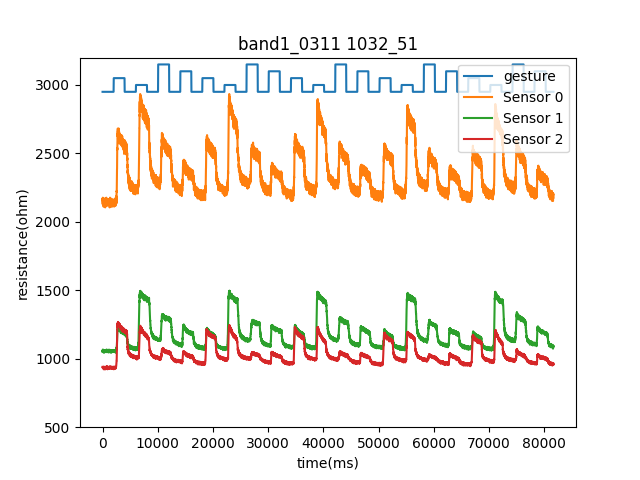 band1_0311 1032_51
gesture
Sensor 0
Sensor 1
Sensor 2
resistance(ohm)
3000
2500
2000
1500
1000
500
0
10000
20000
30000
40000
50000
60000
70000
80000
time(ms)